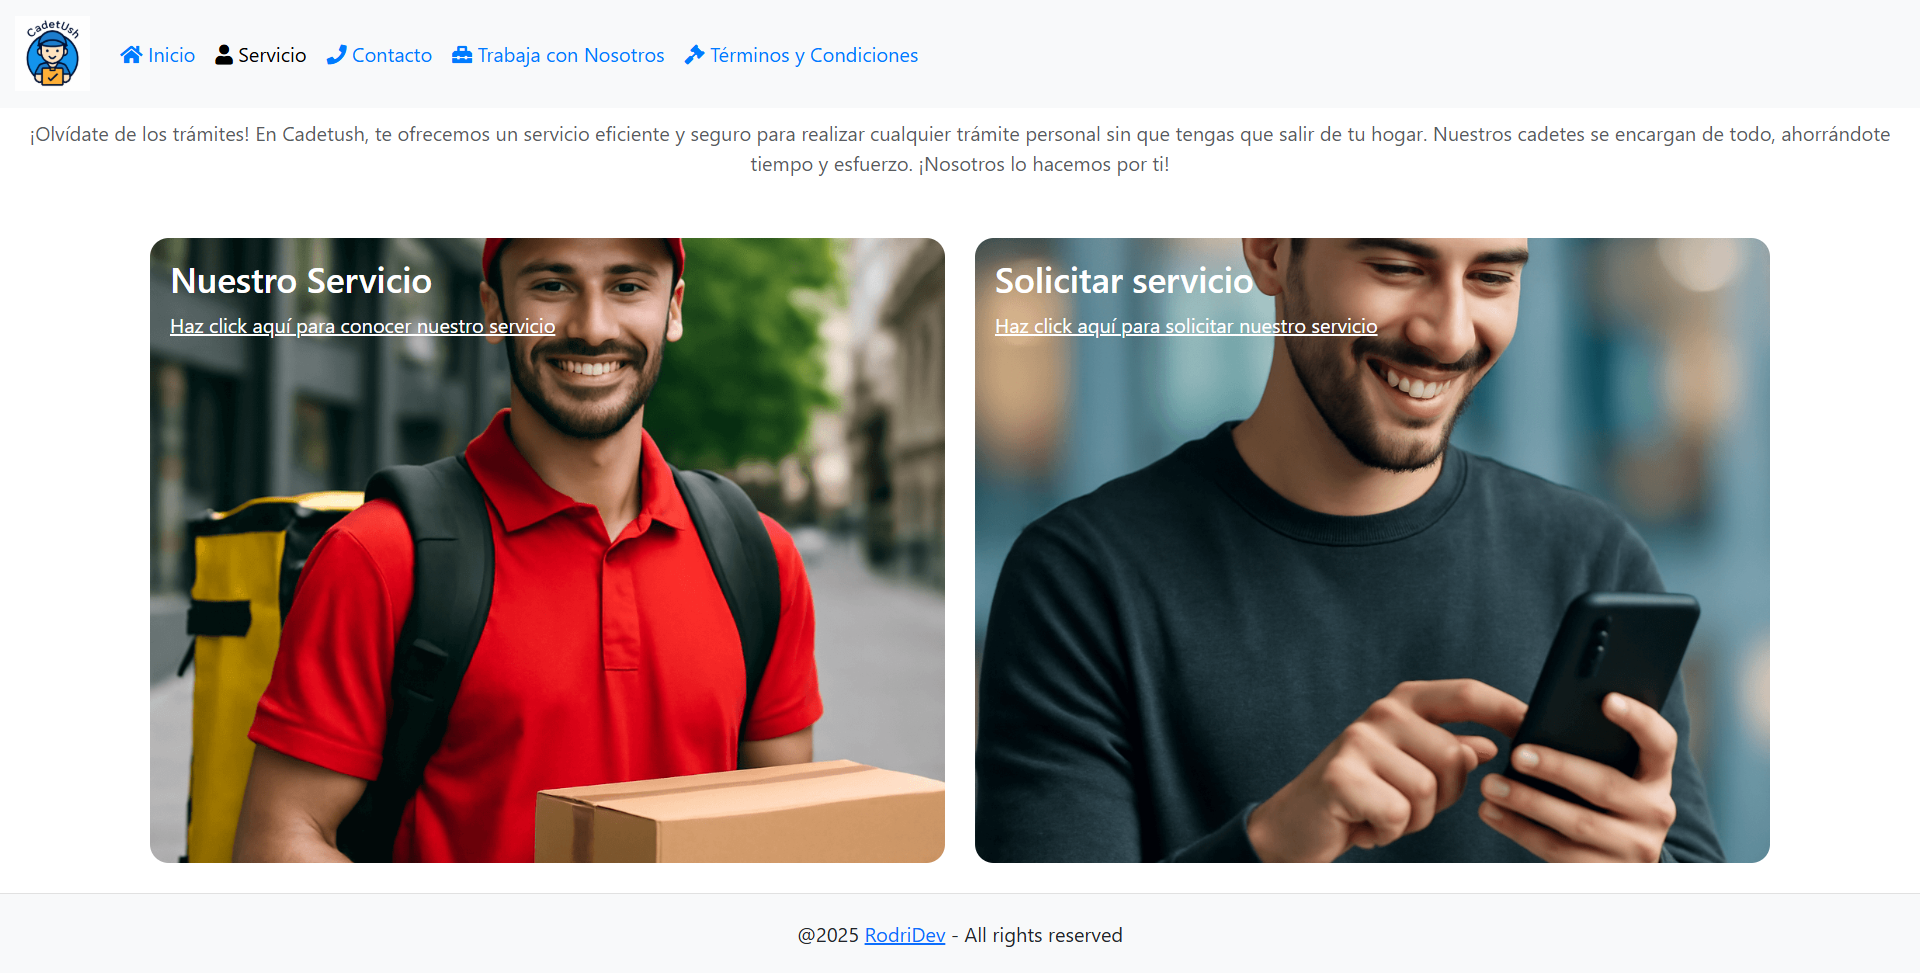 CadetUsh
Inicio
Servicio
Contacto
Trabaja con Nosotros
Términos y Condiciones
¡Olvídate de los trámites! En Cadetush, te ofrecemos un servicio eficiente y seguro para realizar cualquier trámite personal sin que tengas que salir de tu hogar. Nuestros cadetes se encargan de todo, ahorrándote
tiempo y esfuerzo. ¡Nosotros lo hacemos por ti!
Nuestro Servicio
Haz click aquí para conocer nuestro servicio
Solicitar servicio
Haz click aquí para solicitar nuestro servicio
@2025 RodriDev - All rights reserved